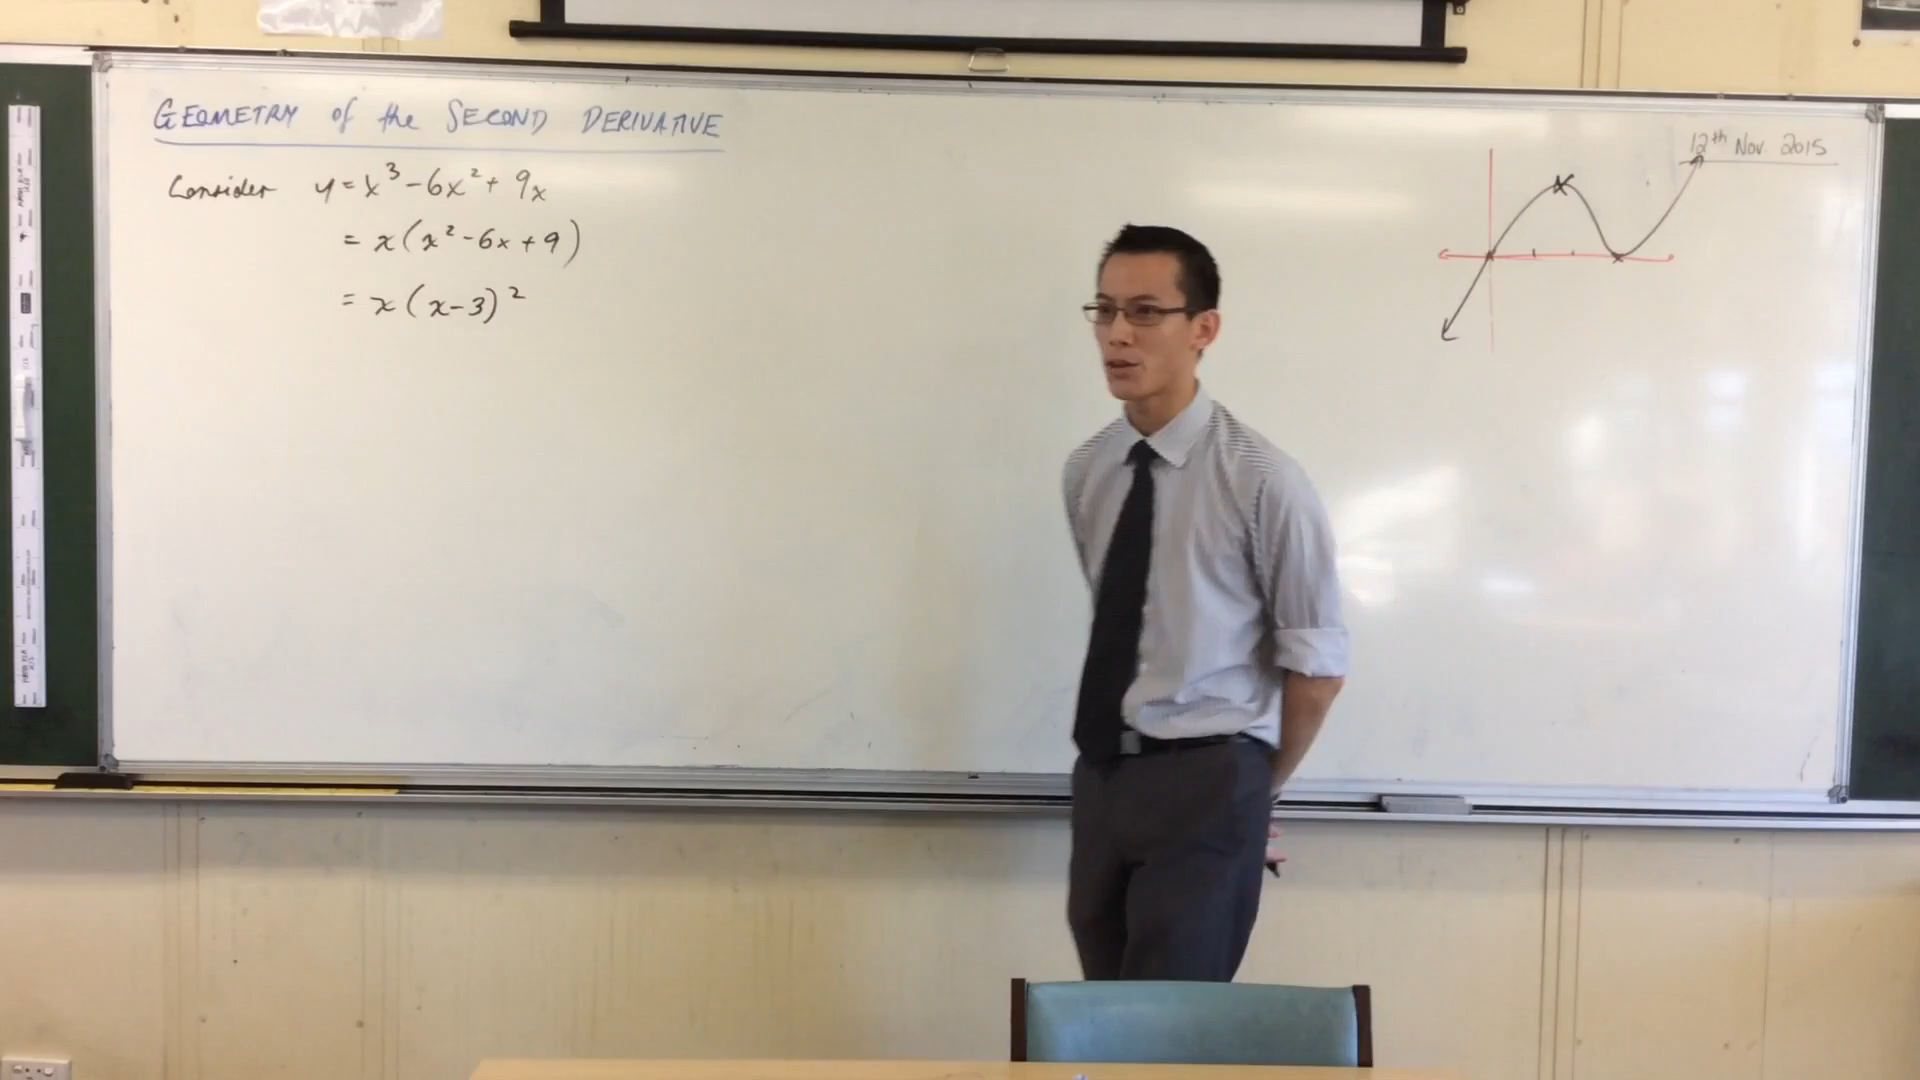 GEOMETRY of the SECOND DERIVATIVE
12th Nov. 2015
Consider y = x³ - 6x² + 9x
= x(x² - 6x + 9)
= x(x - 3)²